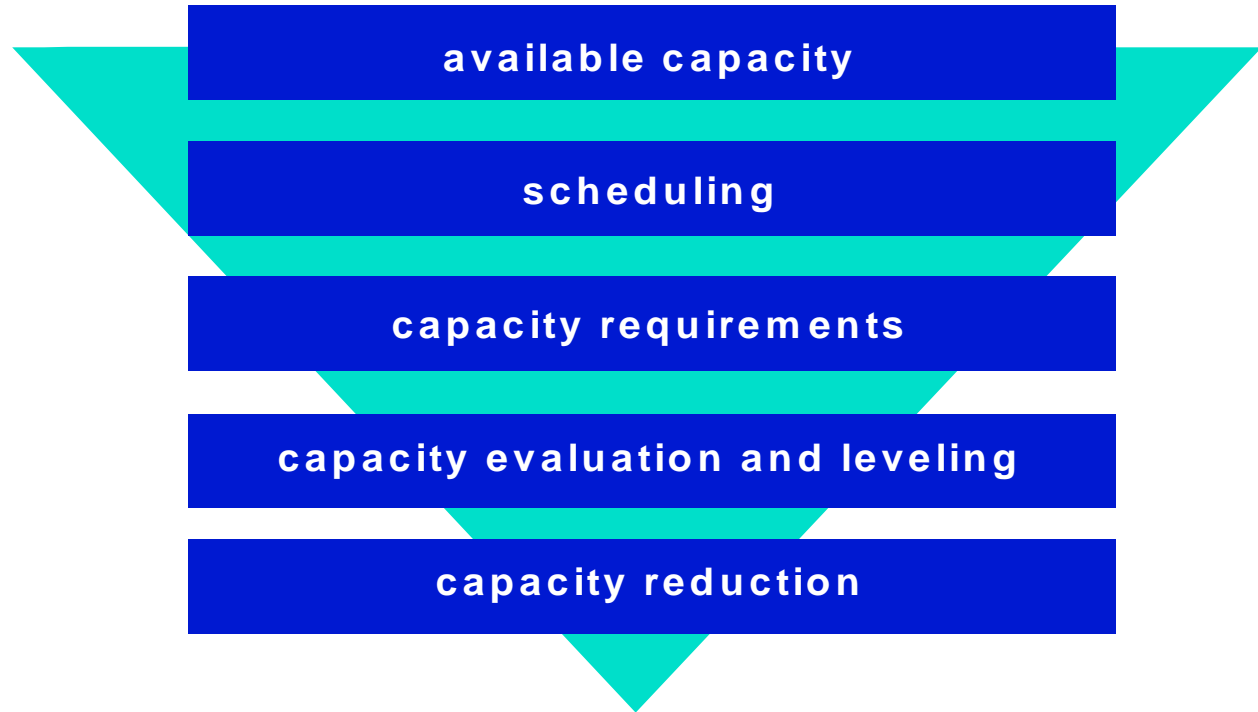 available capacity
scheduling
capacity requirements
capacity evaluation and leveling
capacity reduction